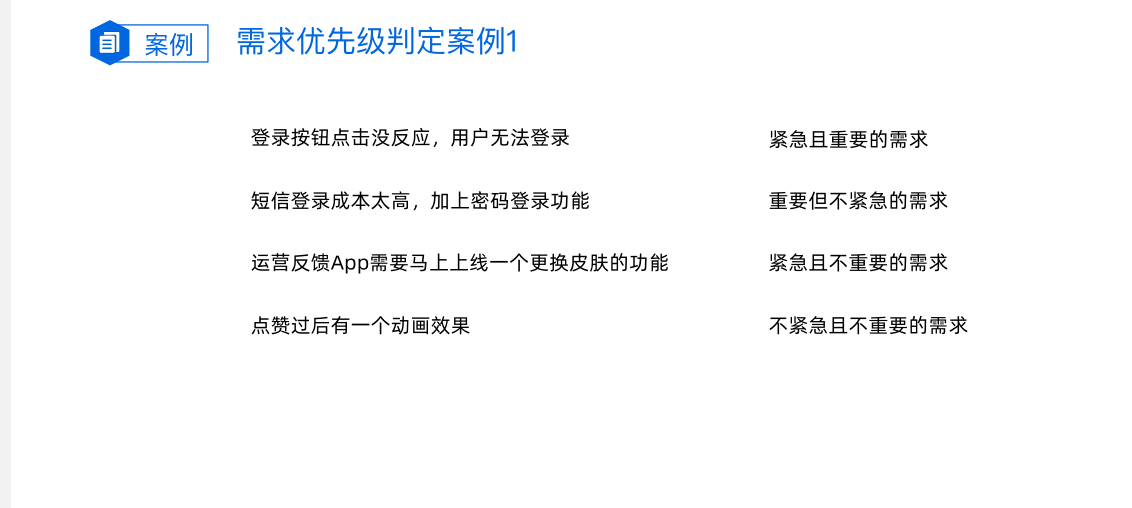 案例 需求优先级判定案例1
登录按钮点击没反应，用户无法登录 紧急且重要的需求
短信登录成本太高，加上密码登录功能 重要但不紧急的需求
运营反馈App需要马上上线一个更换皮肤的功能 紧急且不重要的需求
点赞过后有一个动画效果 不紧急且不重要的需求